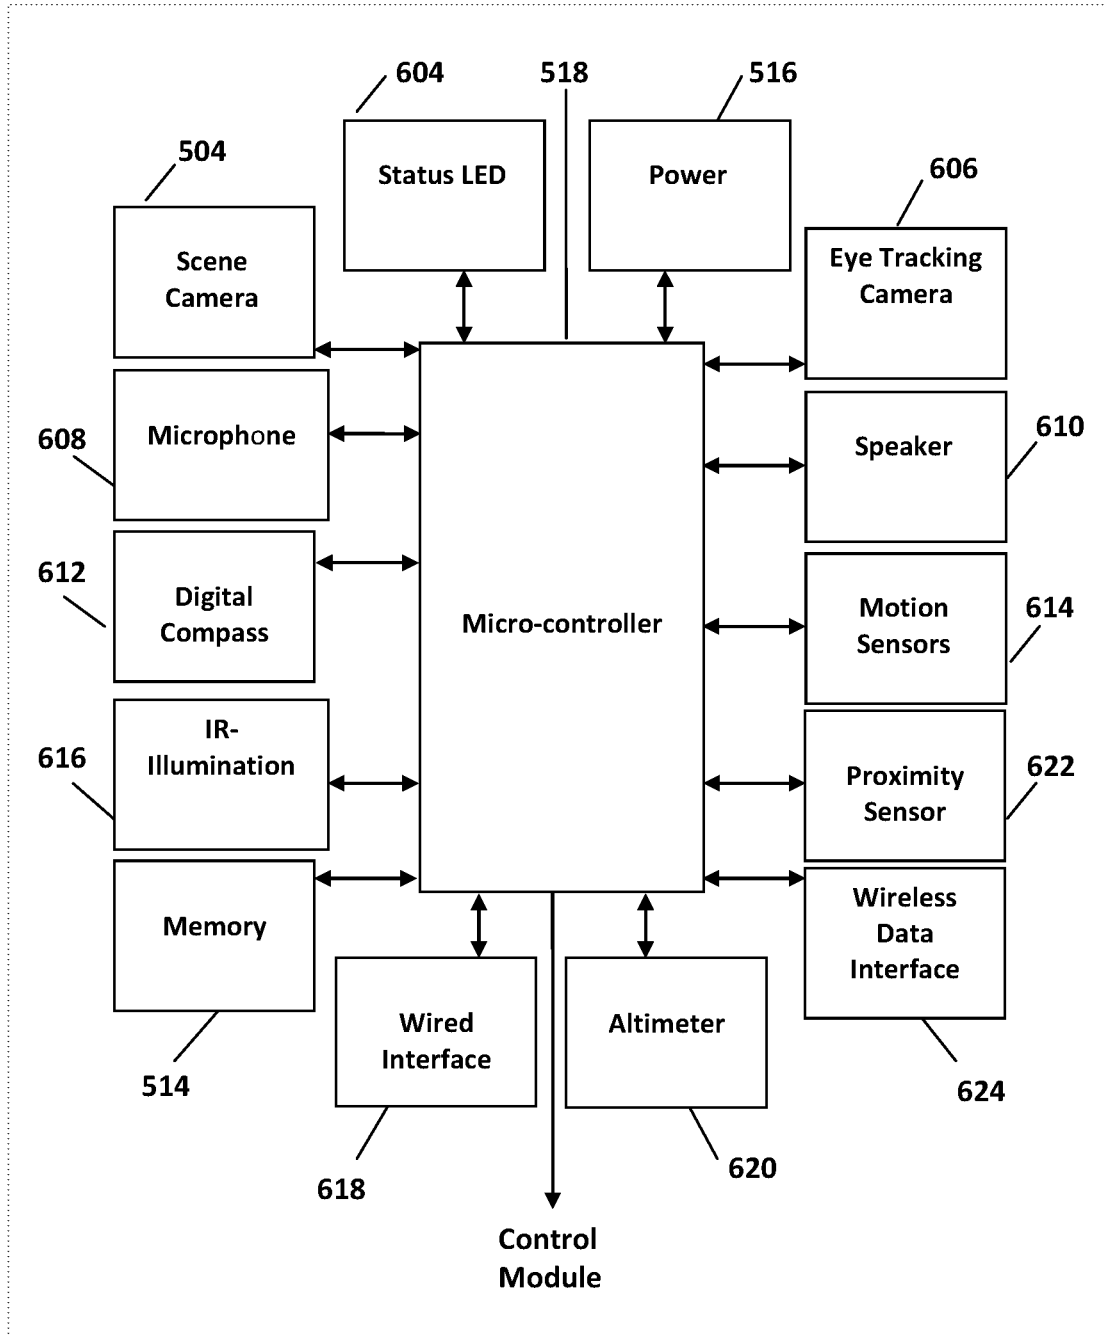 604
518
516
504
Status LED
Power
606
Scene
Camera
Eye Tracking
Camera
608
Microphone
Speaker
610
612
Digital
Compass
Micro-controller
Motion
Sensors
614
616
IR-
Illumination
Proximity
Sensor
622
Memory
Wireless
Data
Interface
Wired
Interface
Altimeter
514
624
618
620
Control
Module